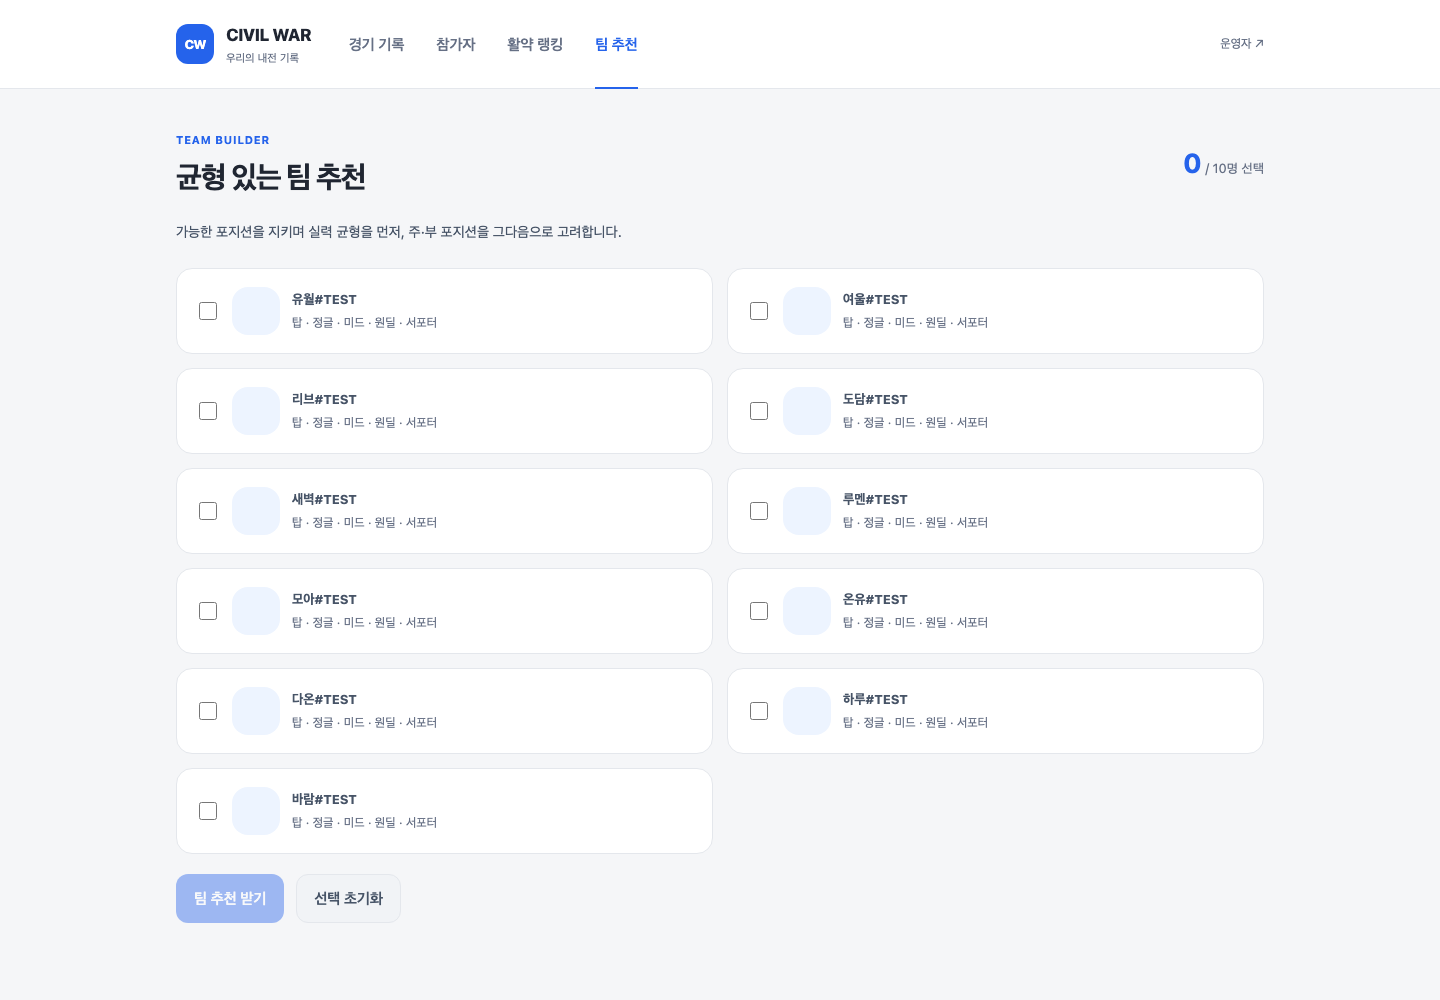 CW
CIVIL WAR
우리의 내전 기록
경기 기록
참가자
활약 랭킹
팀 추천
운영자 ↗
TEAM BUILDER
균형 있는 팀 추천
0 / 10명 선택
가능한 포지션을 지키며 실력 균형을 먼저, 주·부 포지션을 그다음으로 고려합니다.
유월#TEST
탑 · 정글 · 미드 · 원딜 · 서포터
여울#TEST
탑 · 정글 · 미드 · 원딜 · 서포터
리브#TEST
탑 · 정글 · 미드 · 원딜 · 서포터
도담#TEST
탑 · 정글 · 미드 · 원딜 · 서포터
새벽#TEST
탑 · 정글 · 미드 · 원딜 · 서포터
루멘#TEST
탑 · 정글 · 미드 · 원딜 · 서포터
모아#TEST
탑 · 정글 · 미드 · 원딜 · 서포터
온유#TEST
탑 · 정글 · 미드 · 원딜 · 서포터
다온#TEST
탑 · 정글 · 미드 · 원딜 · 서포터
하루#TEST
탑 · 정글 · 미드 · 원딜 · 서포터
바람#TEST
탑 · 정글 · 미드 · 원딜 · 서포터
팀 추천 받기
선택 초기화